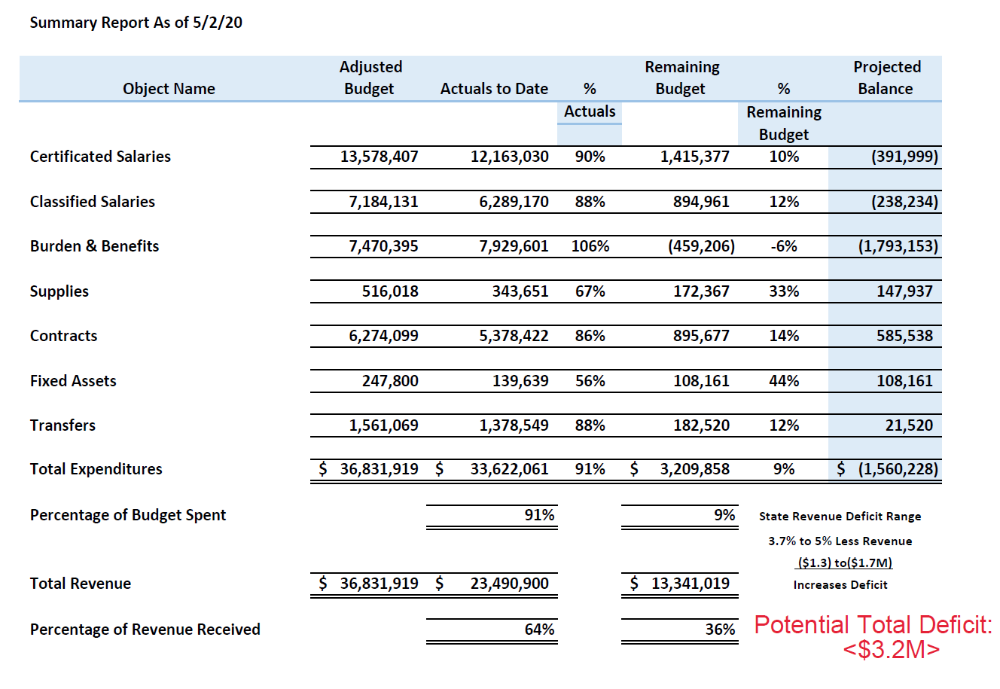 Summary Report As of 5/2/20
Adjusted Remaining Projected
Object Name Budget Actuals to Date % Budget % Balance
Actuals Remaining
Budget
Certificated Salaries 13,578,407 12,163,030 90% 1,415,377 10% (391,999)
Classified Salaries 7,184,131 6,289,170 88% 894,961 12% (238,234)
Burden & Benefits 7,470,395 7,929,601 106% (459,206) -6% (1,793,153)
Supplies 516,018 343,651 67% 172,367 33% 147,937
Contracts 6,274,099 5,378,422 86% 895,677 14% 585,538
Fixed Assets 247,800 139,639 56% 108,161 44% 108,161
Transfers 1,561,069 1,378,549 88% 182,520 12% 21,520
Total Expenditures $ 36,831,919 $ 33,622,061 91% $ 3,209,858 9% $ (1,560,228)
Percentage of Budget Spent 91% 9% State Revenue Deficit Range
3.7% to 5% Less Revenue
($1.3) to($1.7M)
Total Revenue $ 36,831,919 $ 23,490,900 $ 13,341,019 Increases Deficit
Percentage of Revenue Received 64% 36% Potential Total Deficit:
<$3.2M>